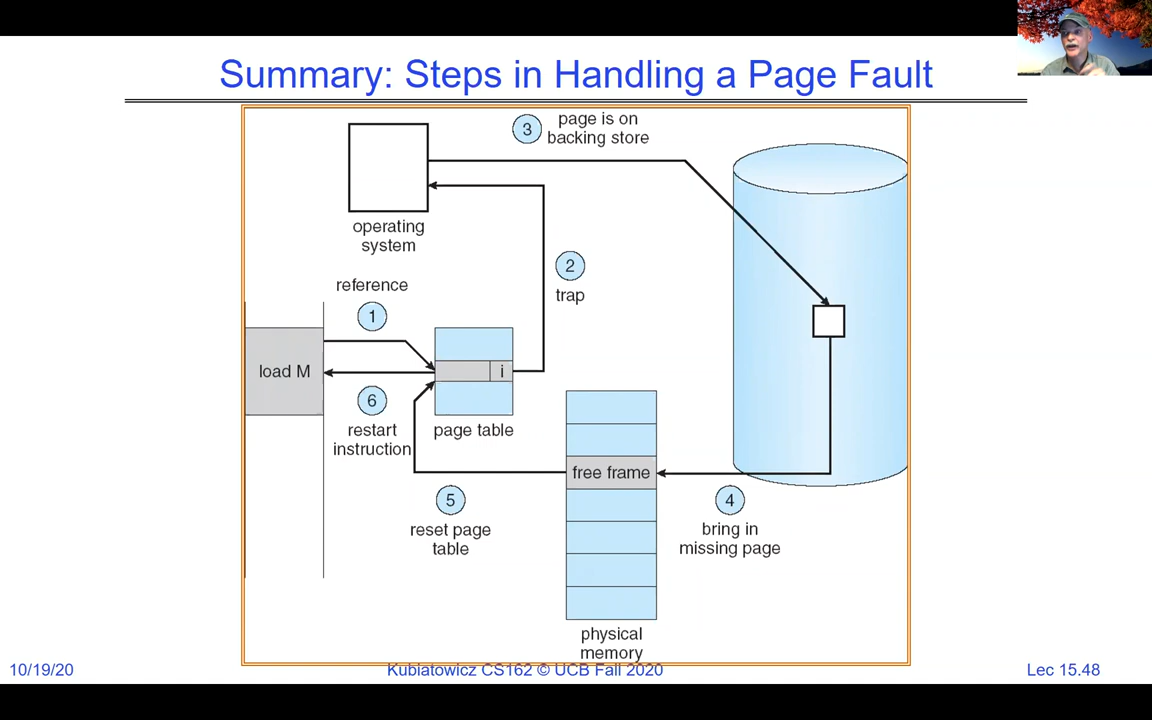 Summary: Steps in Handling a Page Fault
3
page is on
backing store
operating
system
2
trap
reference
1
load M
i
6
restart
instruction
page table
free frame
5
reset page
table
4
bring in
missing page
physical
memory
10/19/20
Kubiatowicz CS162 © UCB Fall 2020
Lec 15.48